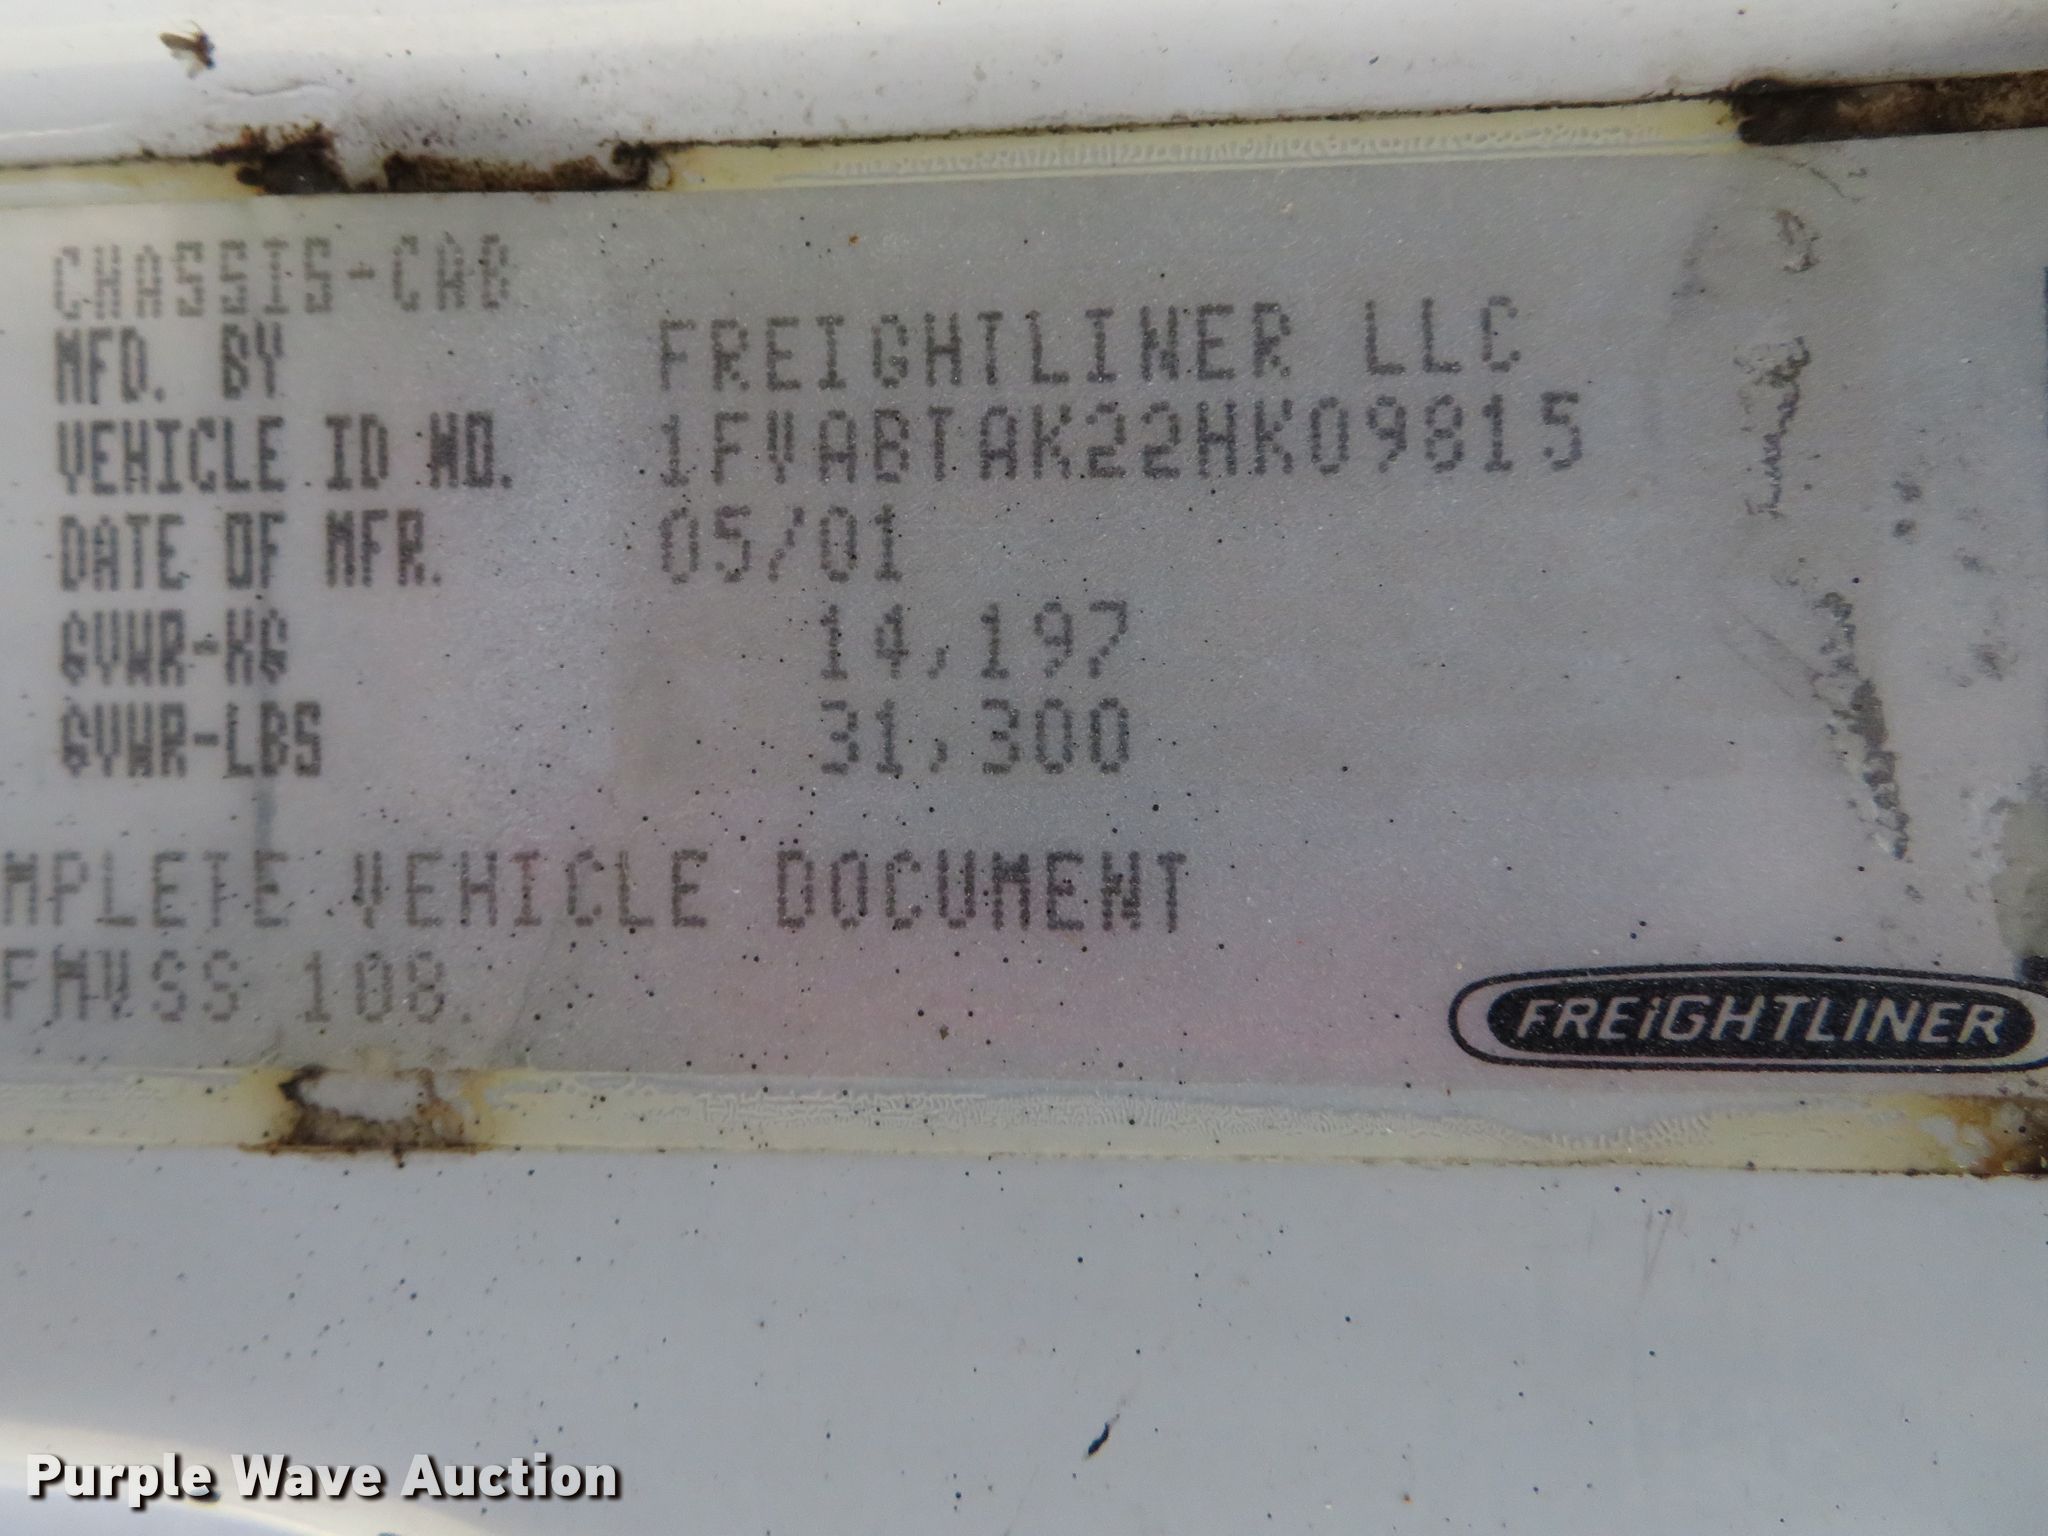 CHASSIS-CAB
MFD. BY FREIGHTLINER LLC
VEHICLE ID NO. 1FVABTAK22HK09815
DATE OF MFR. 05/01
GVWR-KG 14,197
GVWR-LBS 31,300
MPLETE VEHICLE DOCUMENT
FMVSS 108.
FREiGHTLINER
Purple Wave Auction